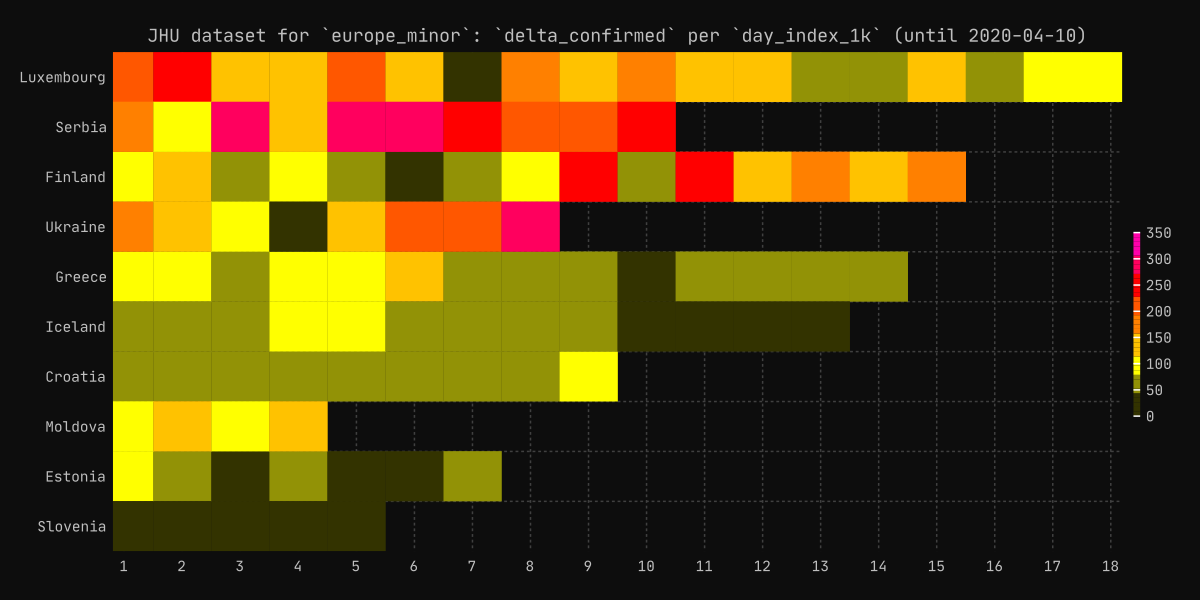 JHU dataset for `europe_minor`: `delta_confirmed` per `day_index_1k` (until 2020-04-10)
Luxembourg
Serbia
Finland
Ukraine
Greece
Iceland
Croatia
Moldova
Estonia
Slovenia
350
300
250
200
150
100
50
0
1 2 3 4 5 6 7 8 9 10 11 12 13 14 15 16 17 18